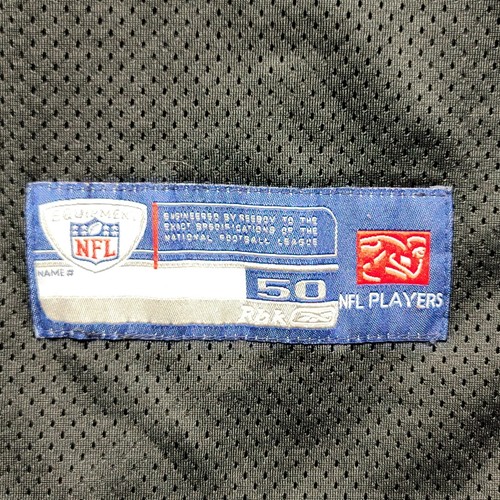 EQUIPMENT
NFL
ENGINEERED BY REEBOK TO THE
EXACT SPECIFICATIONS OF THE
NATIONAL FOOTBALL LEAGUE
NAME#
50
Rbk
NFL PLAYERS